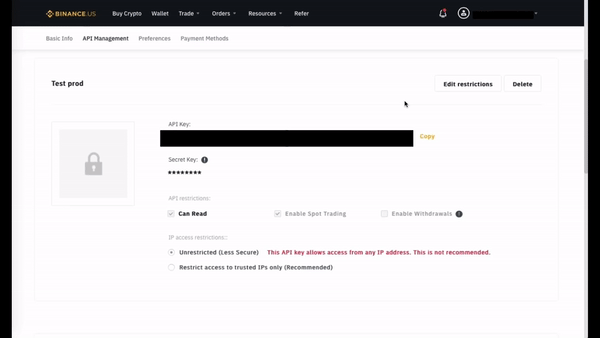 BINANCE.US Buy Crypto Wallet Trade Orders Resources Refer
Basic Info API Management Preferences Payment Methods
Test prod
Edit restrictions Delete
API Key:
Copy
Secret Key: !
********
API restrictions:
Can Read Enable Spot Trading Enable Withdrawals !
IP access restrictions::
Unrestricted (Less Secure) This API key allows access from any IP address. This is not recommended.
Restrict access to trusted IPs only (Recommended)